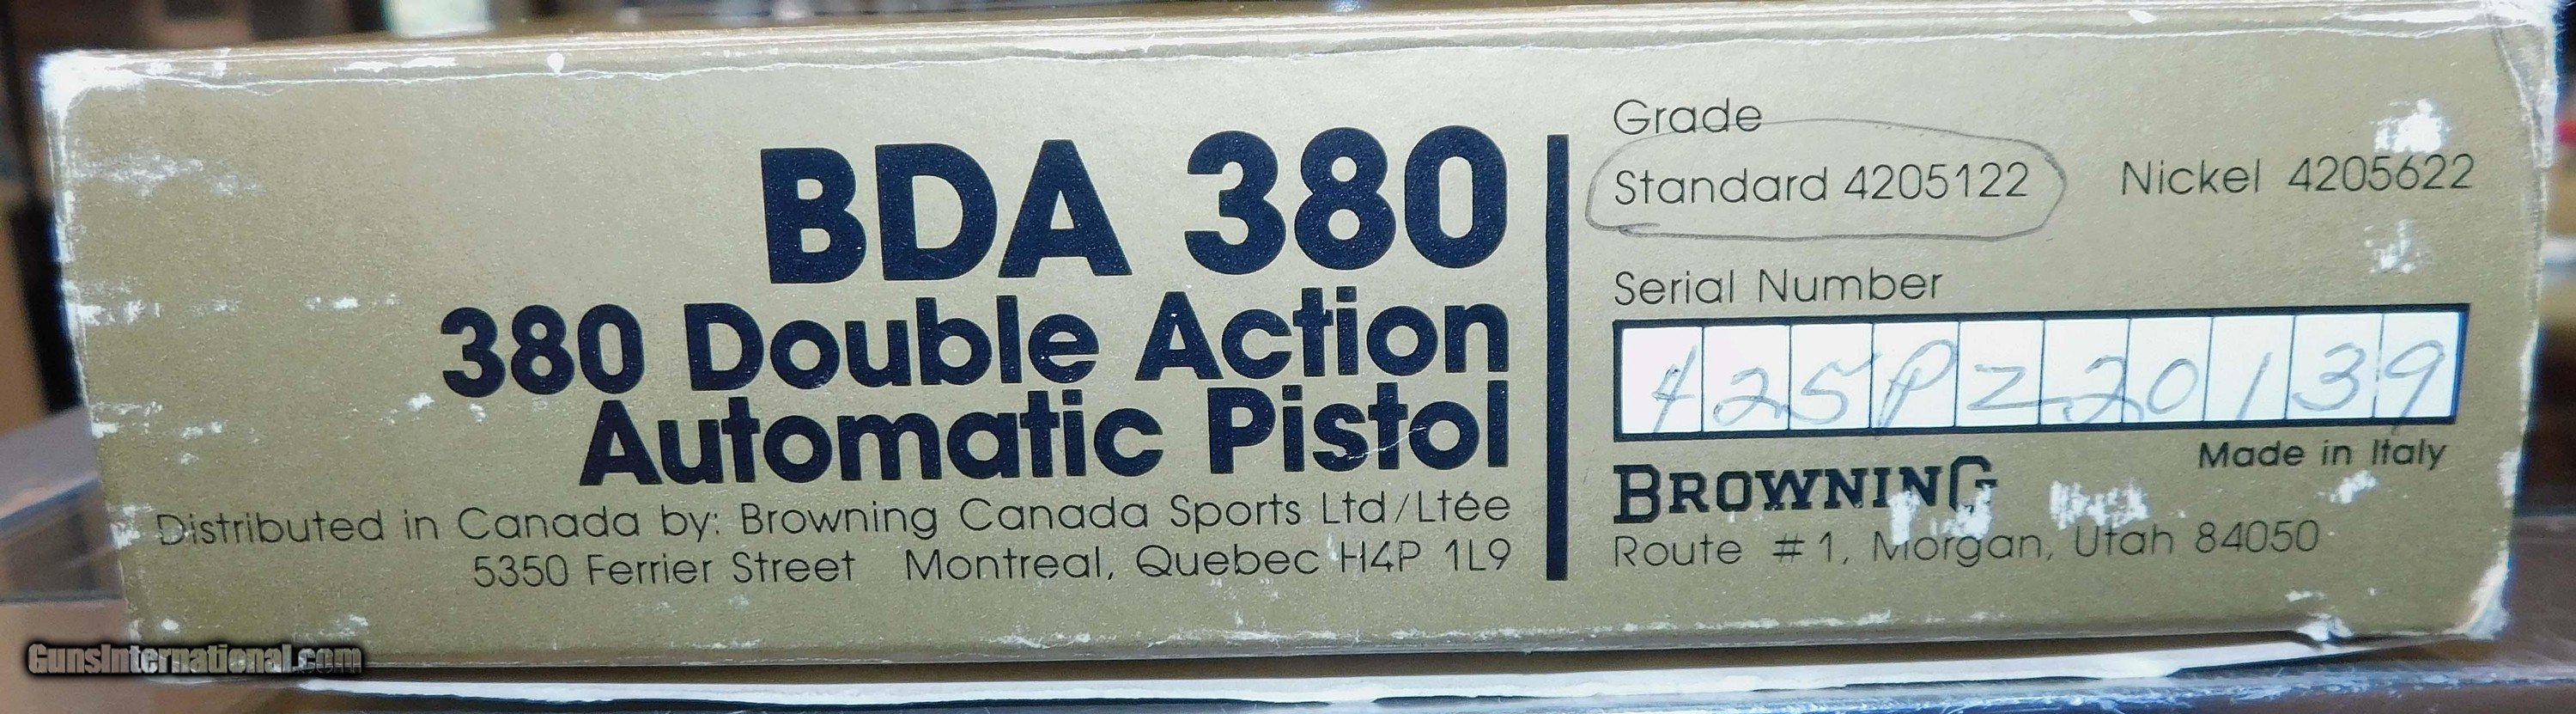 BDA 380
380 Double Action
Automatic Pistol
Distributed in Canada by: Browning Canada Sports Ltd/Ltée
5350 Ferrier Street Montreal, Quebec H4P 1L9
Grade
Standard 4205122 Nickel 4205622
Serial Number
425PZ20139
Made in Italy
BROWNING
Route #1, Morgan, Utah 84050
GunsInternational.com